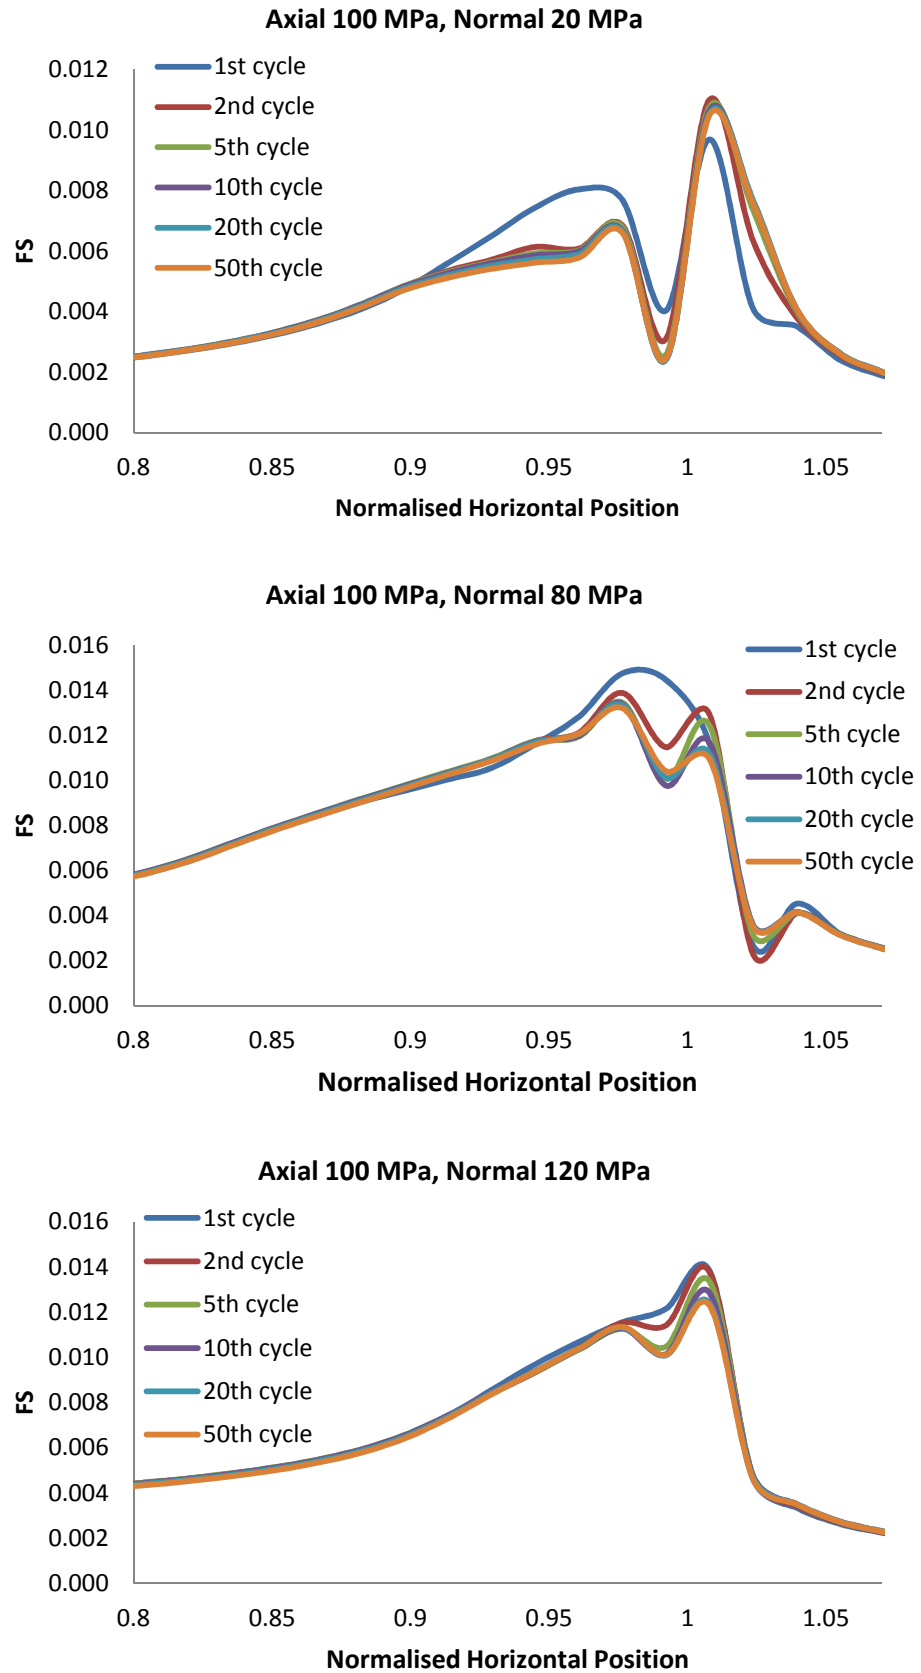 Axial 100 MPa, Normal 20 MPa
FS
0.012
0.010
0.008
0.006
0.004
0.002
0.000
1st cycle
2nd cycle
5th cycle
10th cycle
20th cycle
50th cycle
0.8 0.85 0.9 0.95 1 1.05
Normalised Horizontal Position
Axial 100 MPa, Normal 80 MPa
FS
0.016
0.014
0.012
0.010
0.008
0.006
0.004
0.002
0.000
1st cycle
2nd cycle
5th cycle
10th cycle
20th cycle
50th cycle
0.8 0.85 0.9 0.95 1 1.05
Normalised Horizontal Position
Axial 100 MPa, Normal 120 MPa
FS
0.016
0.014
0.012
0.010
0.008
0.006
0.004
0.002
0.000
1st cycle
2nd cycle
5th cycle
10th cycle
20th cycle
50th cycle
0.8 0.85 0.9 0.95 1 1.05
Normalised Horizontal Position